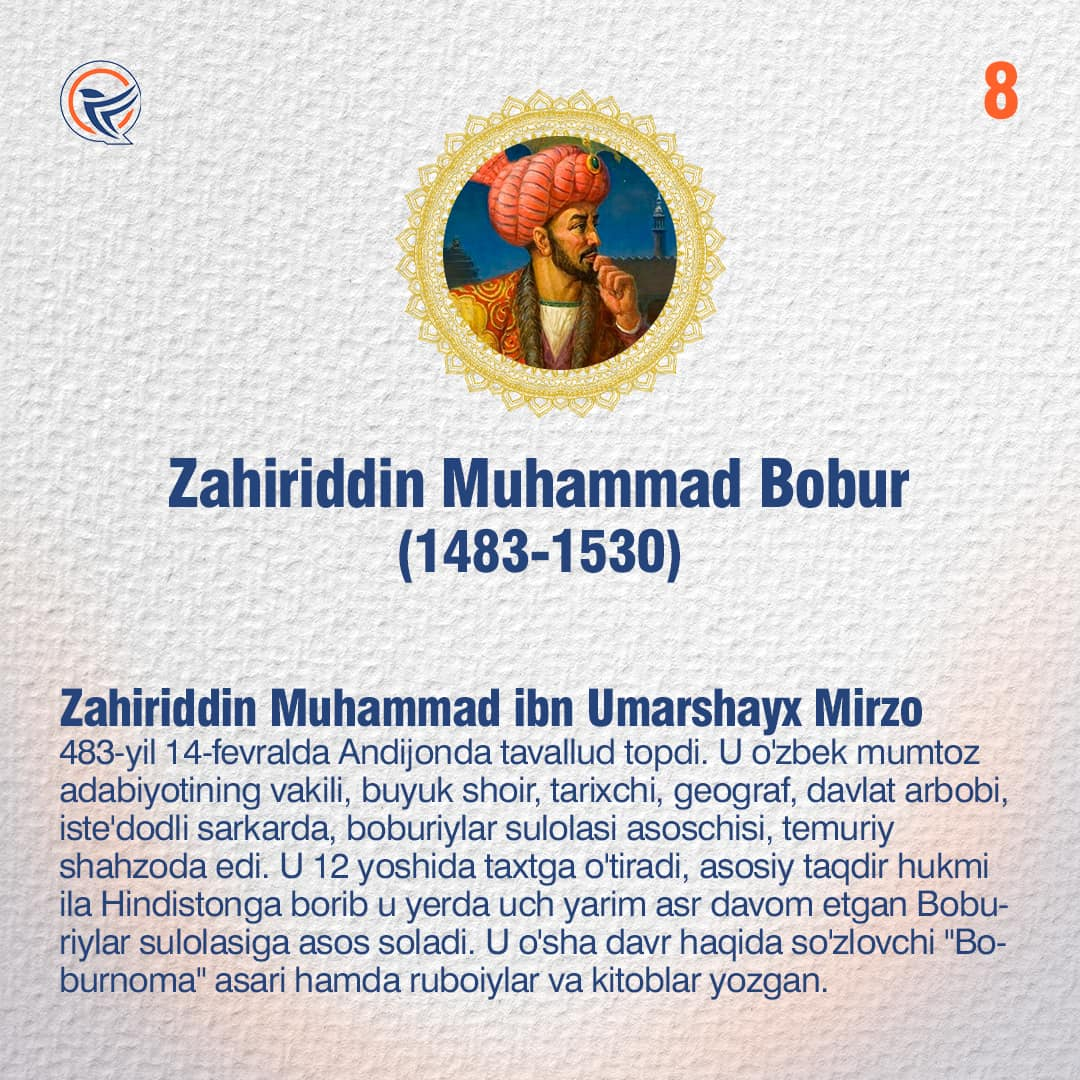 8
Zahiriddin Muhammad Bobur
(1483-1530)
Zahiriddin Muhammad ibn Umarshayx Mirzo
483-yil 14-fevralda Andijonda tavallud topdi. U o'zbek mumtoz
adabiyotining vakili, buyuk shoir, tarixchi, geograf, davlat arbobi,
iste'dodli sarkarda, boburiylar sulolasi asoschisi, temuriy
shahzoda edi. U 12 yoshida taxtga o'tiradi, asosiy taqdir hukmi
ila Hindistonga borib u yerda uch yarim asr davom etgan Bobu-
riylar sulolasiga asos soladi. U o'sha davr haqida so'zlovchi "Bo-
burnoma" asari hamda ruboiylar va kitoblar yozgan.